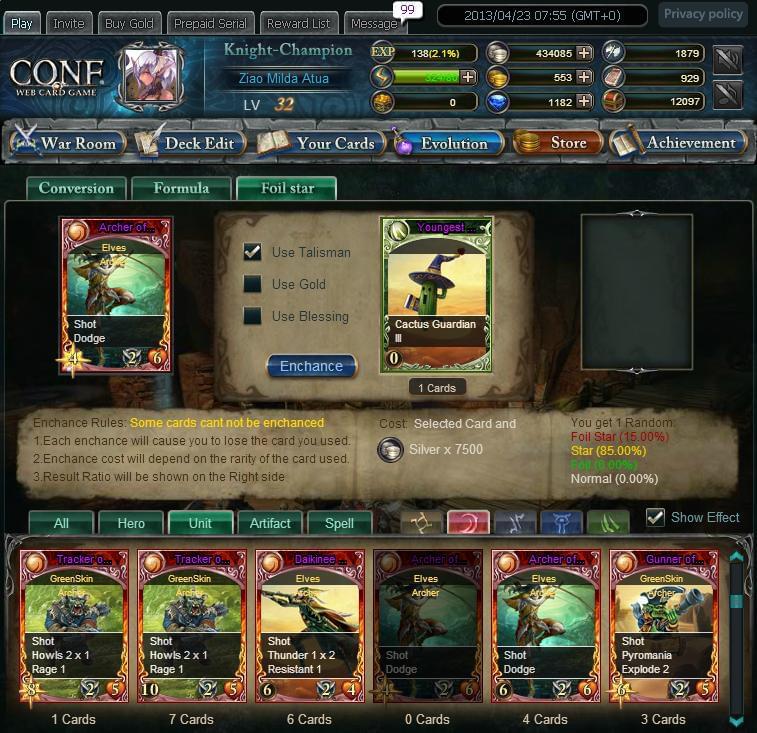 99
Play Invite Buy Gold Prepaid Serial Reward List Message
2013/04/23 07:55 (GMT+0)
Privacy policy
CONF
WEB CARD GAME
Knight-Champion
Ziao Milda Atua
LV 32
EXP 138(2.1%) 434085 1879
553 929
0 1182 12097
War Room Deck Edit Your Cards Evolution Store Achievement
Conversion Formula Foil star
Archer of...
Elves
Archer
Shot
Dodge
4 2 6
Use Talisman
Use Gold
Use Blessing
Enchance
Youngest ...
Cactus Guardian
III
0
1 Cards
Enchance Rules: Some cards cant not be enchanced
1.Each enchance will cause you to lose the card you used.
2.Enchance cost will depend on the rarity of the card used.
3.Result Ratio will be shown on the Right side
Cost: Selected Card and
Silver x 7500
You get 1 Random:
Foil Star (15.00%)
Star (85.00%)
Foil (0.00%)
Normal (0.00%)
All Hero Unit Artifact Spell
Show Effect
Tracker o...
GreenSkin
Archer
Shot
Howls 2 x 1
Rage 1
8 2 5
1 Cards
Tracker o...
GreenSkin
Archer
Shot
Howls 2 x 1
Rage 1
10 2 5
7 Cards
Daikinee ...
Elves
Archer
Shot
Thunder 1 x 2
Resistant 1
6 2 4
6 Cards
Archer of...
Elves
Archer
Shot
Dodge
4 2 6
0 Cards
Archer of...
Elves
Archer
Shot
Dodge
6 2 6
4 Cards
Gunner of...
GreenSkin
Archer
Shot
Pyromania
Explode 2
6 2 5
3 Cards